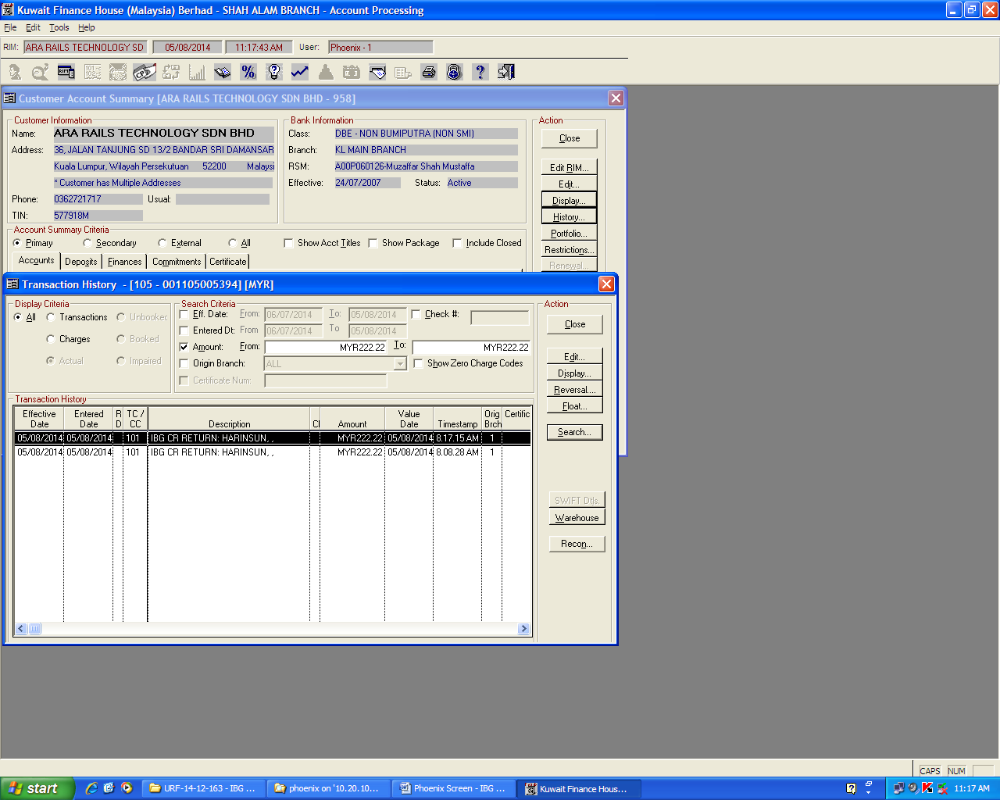 Kuwait Finance House (Malaysia) Berhad - SHAH ALAM BRANCH - Account Processing
File Edit Tools Help
RIM: ARA RAILS TECHNOLOGY SD 05/08/2014 11:17:43 AM User: Phoenix - 1
Customer Account Summary [ARA RAILS TECHNOLOGY SDN BHD - 958]
Customer Information
Name: ARA RAILS TECHNOLOGY SDN BHD
Address: 36, JALAN TANJUNG SD 13/2 BANDAR SRI DAMANSAR
Kuala Lumpur, Wilayah Persekutuan 52200 Malaysi
* Customer has Multiple Addresses
Phone: 0362721717 Usual:
TIN: 577918M
Bank Information
Class: DBE - NON BUMIPUTRA (NON SMI)
Branch: KL MAIN BRANCH
RSM: A00P060126-Muzaffar Shah Mustaffa
Effective: 24/07/2007 Status: Active
Action
Close
Edit RIM...
Edit...
Display...
History...
Portfolio...
Restrictions...
Renewal...
Account Summary Criteria
Primary Secondary External All Show Acct Titles Show Package Include Closed
Accounts Deposits Finances Commitments Certificate
Transaction History - [105 - 001105005394] [MYR]
Display Criteria
All Transactions Unbooked
Charges Booked
Actual Impaired
Search Criteria
Eff. Date: From: 06/07/2014 To: 05/08/2014 Check #:
Entered Dt: From 06/07/2014 To 05/08/2014
Amount: From: MYR222.22 To: MYR222.22
Origin Branch: ALL Show Zero Charge Codes
Certificate Num:
Action
Close
Edit...
Display...
Reversal....
Float...
Search...
SWIFT Dtls.
Warehouse
Recon...
Transaction History
Effective Date Entered Date R D TC / CC Description Cl Amount Value Date Timestamp Orig Brch Certific
05/08/2014 05/08/2014 101 IBG CR RETURN: HARINSUN, , MYR222.22 05/08/2014 8.17.15 AM 1
05/08/2014 05/08/2014 101 IBG CR RETURN: HARINSUN, , MYR222.22 05/08/2014 8.08.28 AM 1
CAPS NUM
start URF-14-12-163 - IBG ... phoenix on '10.20.10... Phoenix Screen - IBG ... Kuwait Finance Hous... 11:17 AM